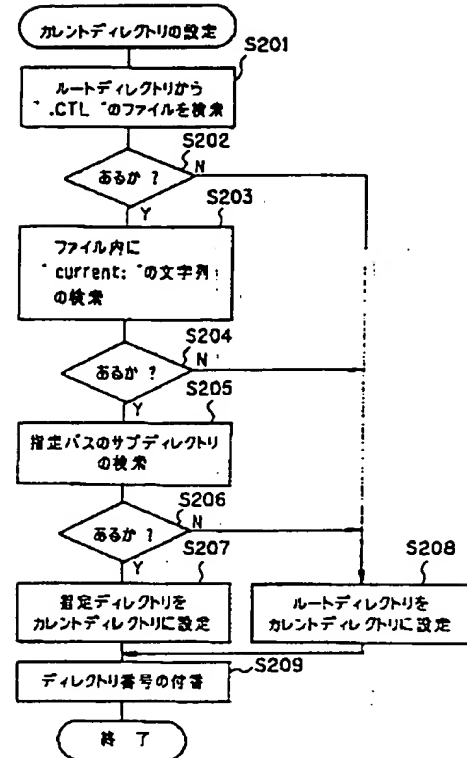 カレントディレクトリの設定
S201
ルートディレクトリから
" .CTL "のファイルを検索
S202
あるか ?
N
Y
S203
ファイル内に
" current: "の文字列
の検索
S204
あるか ?
N
Y
S205
指定パスのサブディレクトリ
の検索
S206
あるか ?
N
Y
S207
指定ディレクトリを
カレントディレクトリに設定
S208
ルートディレクトリを
カレントディレクトリに設定
S209
ディレクトリ番号の付番
終 了